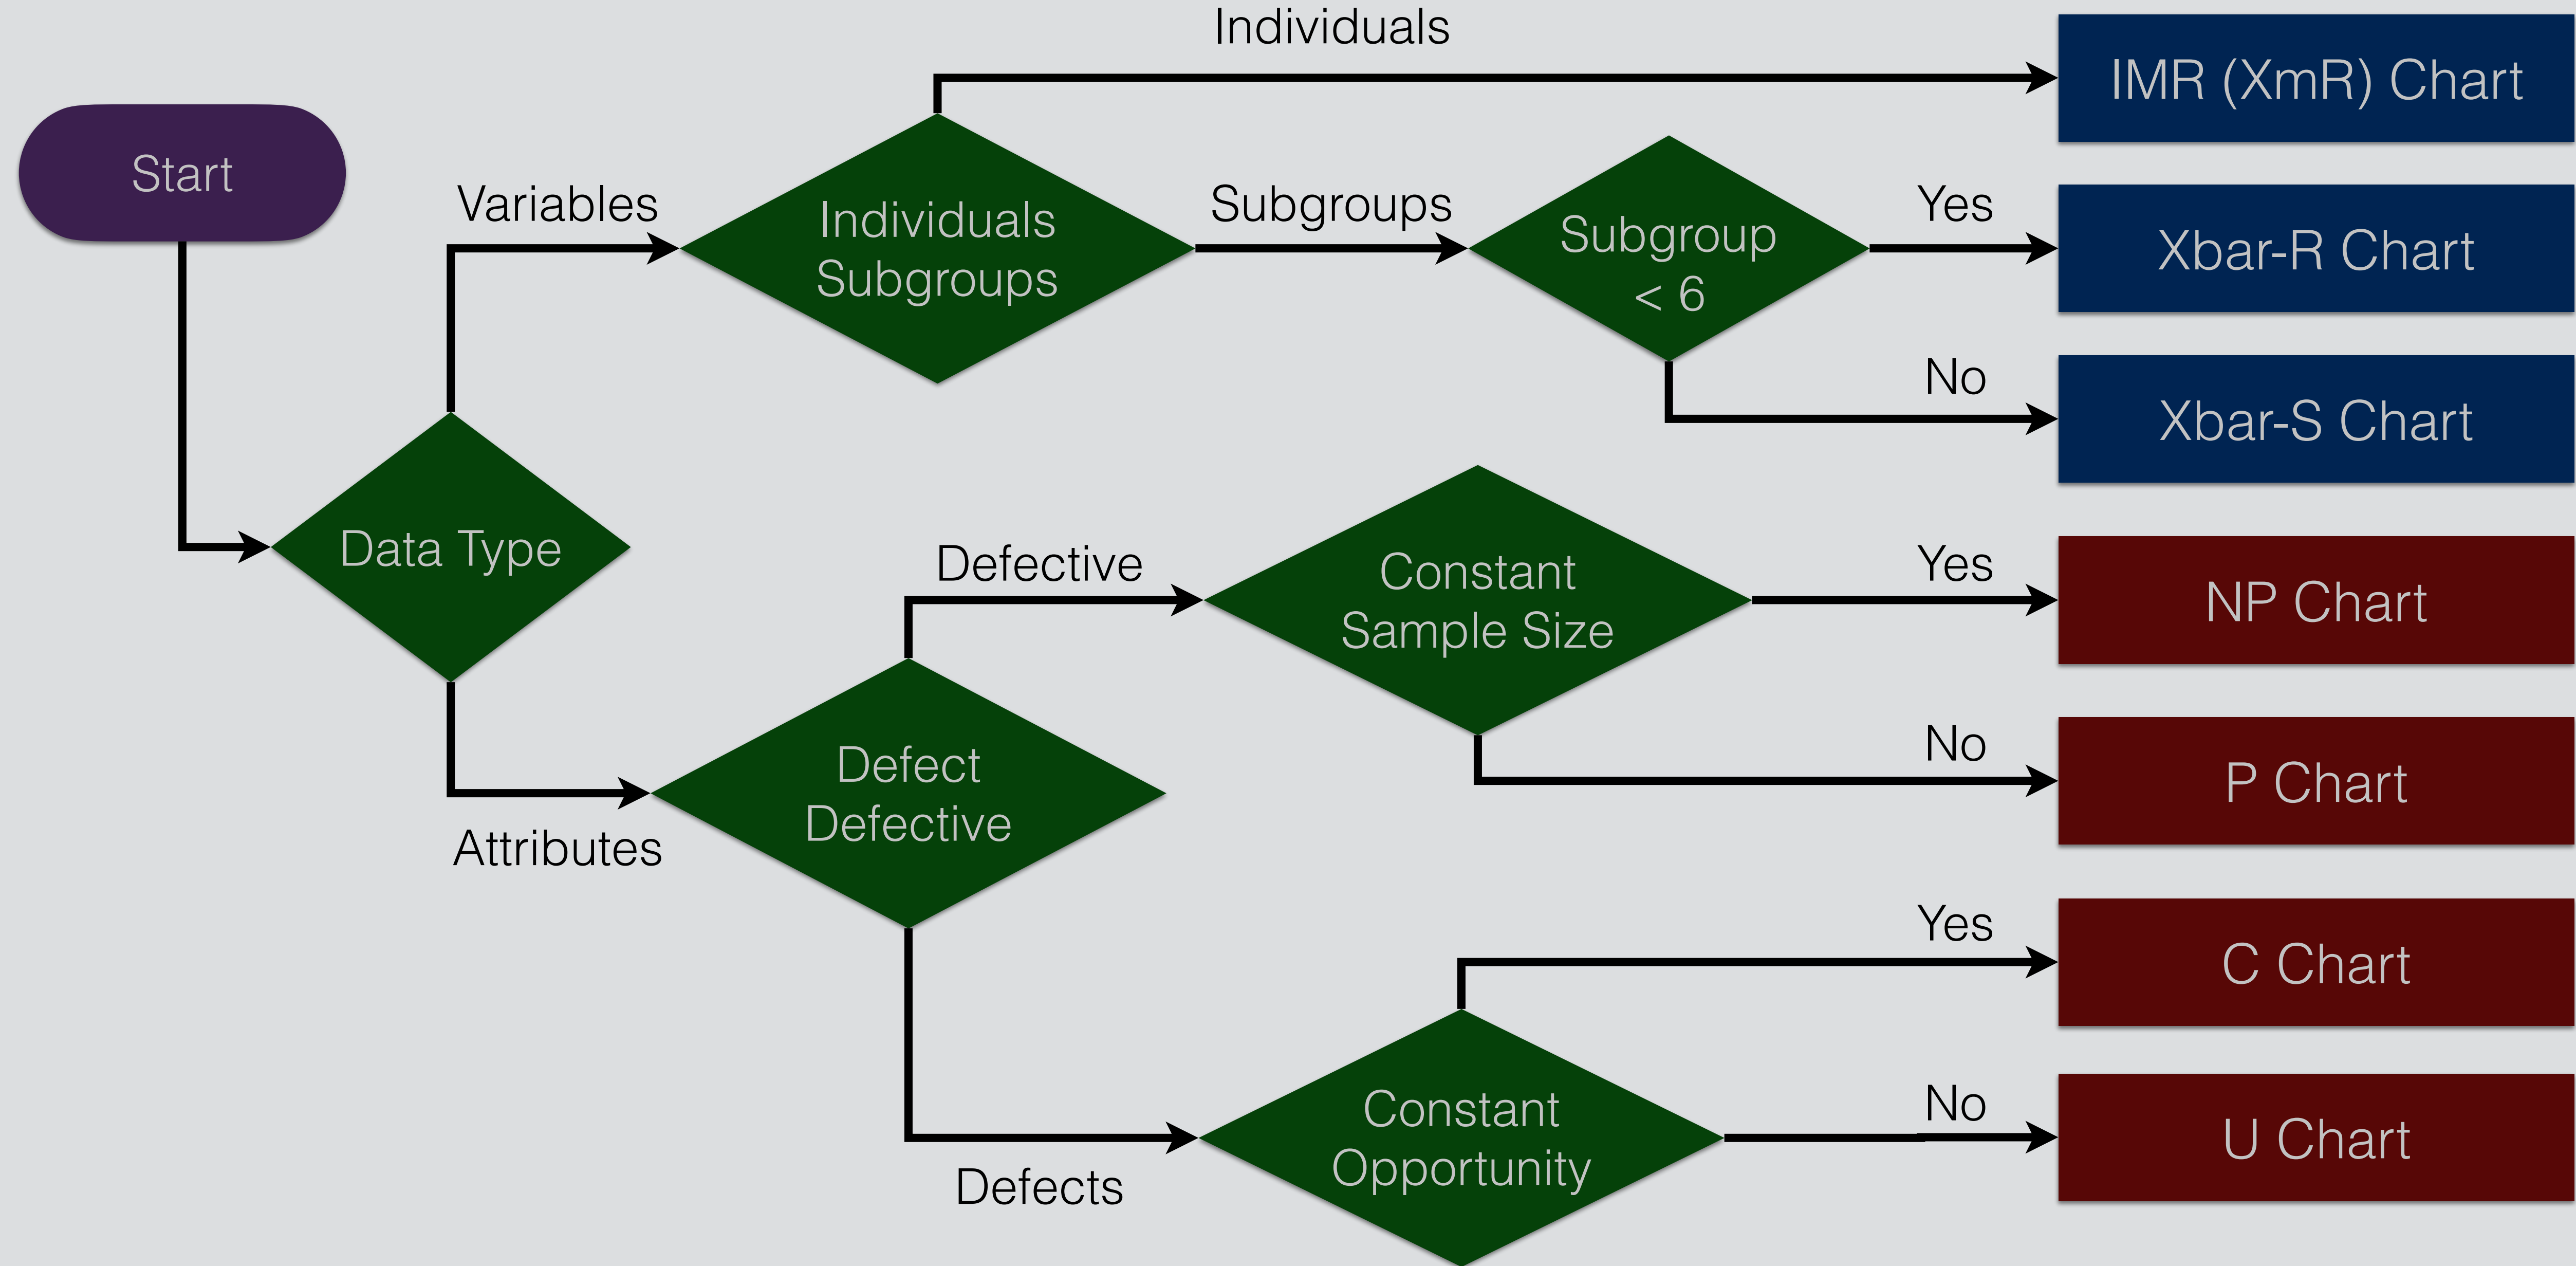 Individuals
IMR (XmR) Chart
Start
Variables
Individuals
Subgroups
Subgroups
Subgroup
< 6
Yes
Xbar-R Chart
No
Xbar-S Chart
Data Type
Defective
Constant
Sample Size
Yes
NP Chart
No
P Chart
Attributes
Defect
Defective
Yes
C Chart
Defects
Constant
Opportunity
No
U Chart